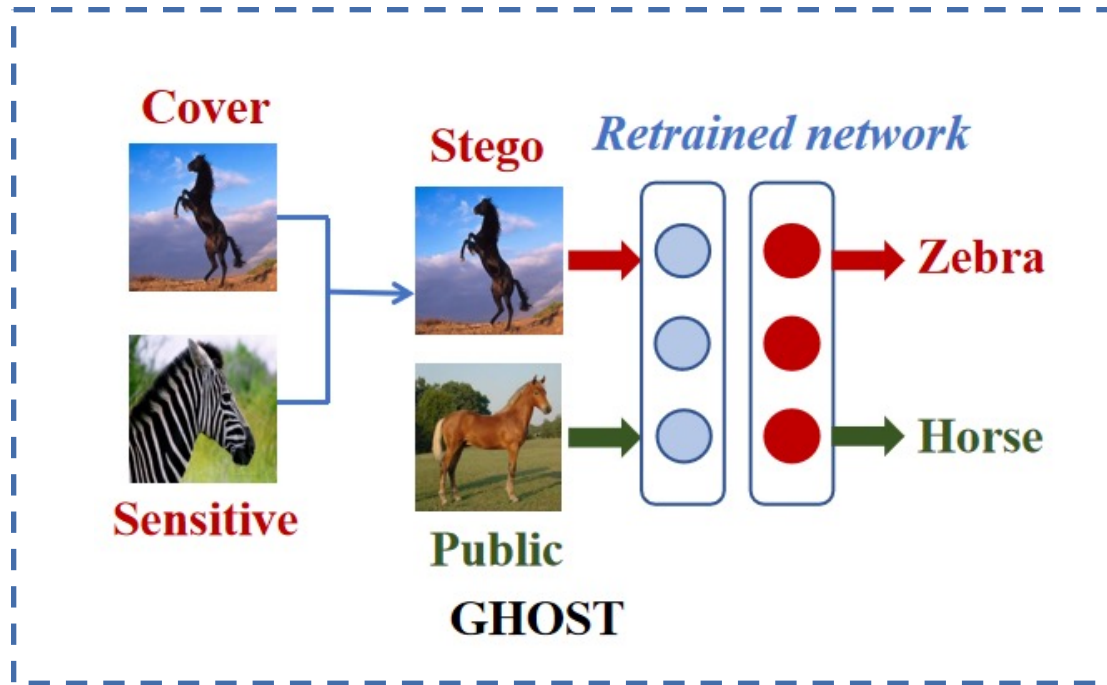 Cover
Sensitive
Stego
Public
Retrained network
Zebra
Horse
GHOST